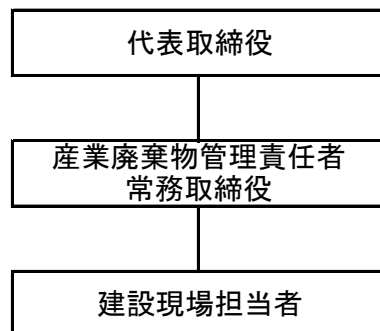 代表取締役
産業廃棄物管理責任者
常務取締役
建設現場担当者